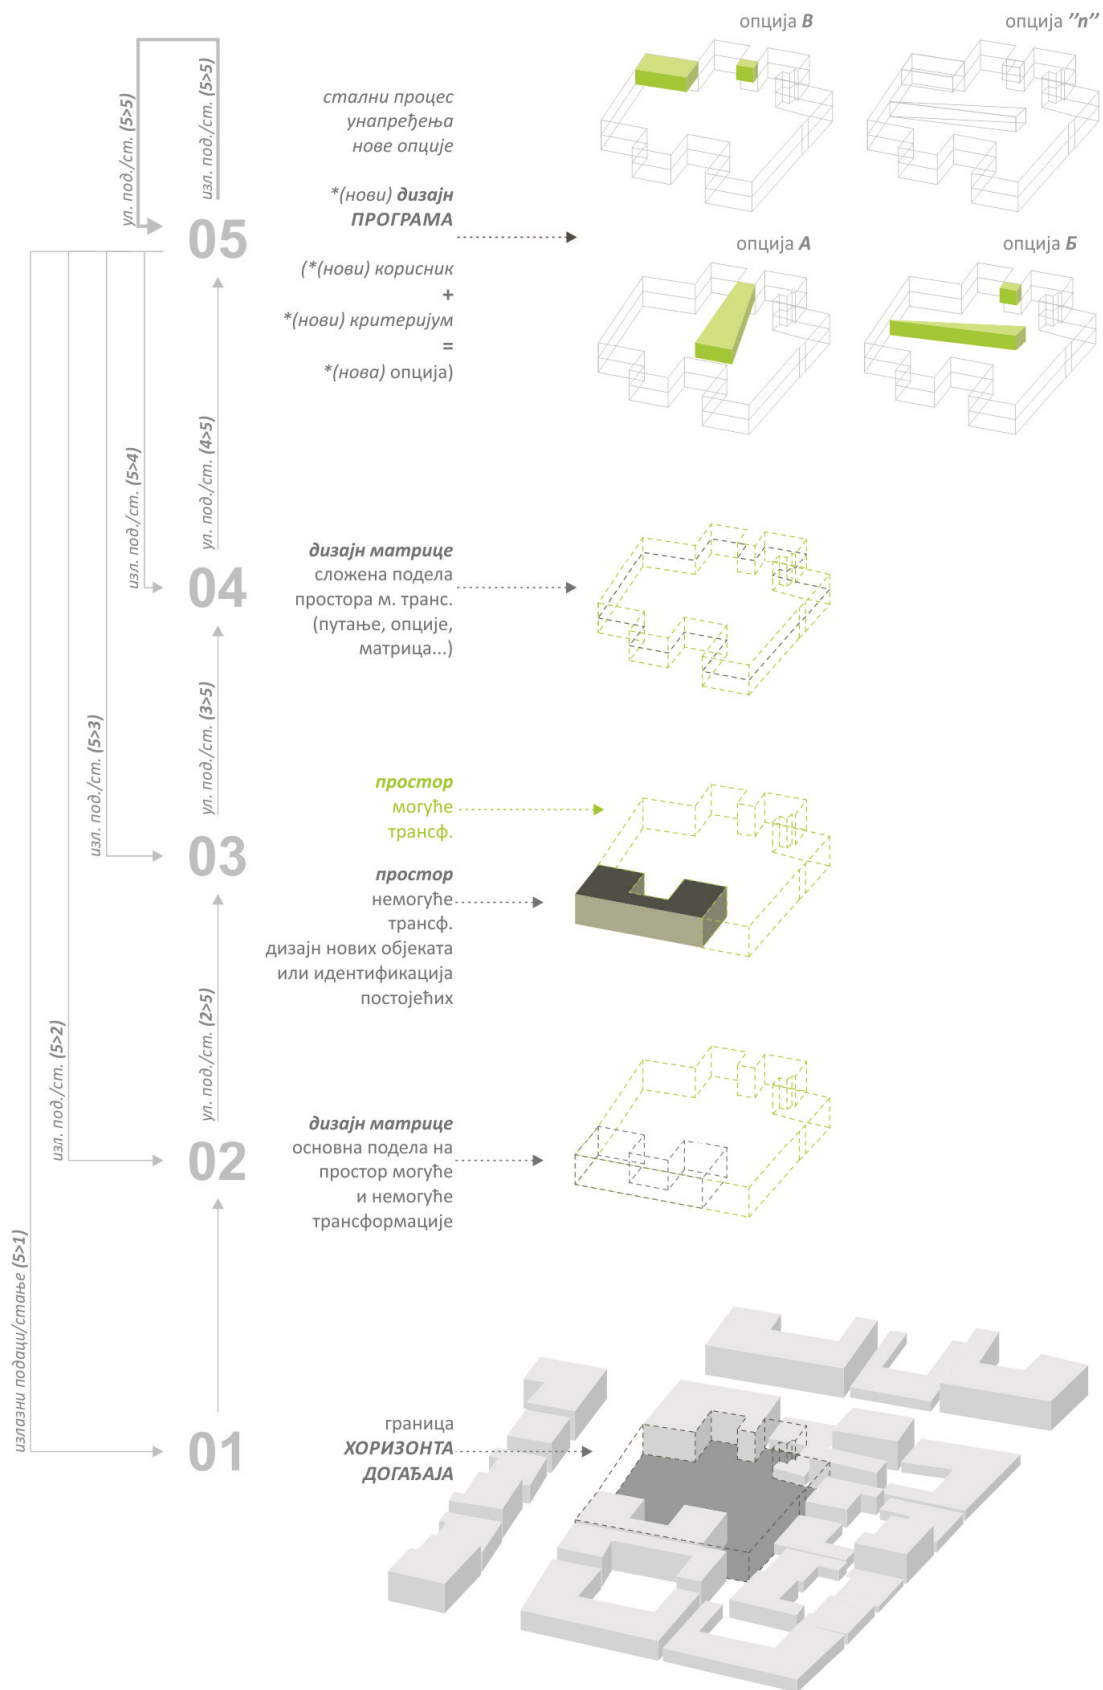 опција В
опција ”n”
ул. под./ст. (5>5)
изл. под./ст. (5>5)
стални процес
унапређења
нове опције
*(нови) дизајн
ПРОГРАМА
05
опција А
опција Б
(*(нови) корисник
+
*(нови) критеријум
=
*(нова) опција)
изл. под./ст. (5>4)
ул. под./ст. (4>5)
04
дизајн матрице
сложена подела
простора м. транс.
(путање, опције,
матрица...)
изл. под./ст. (5>3)
ул. под./ст. (3>5)
03
простор
могуће
трансф.
простор
немогуће
трансф.
дизајн нових објеката
или идентификација
постојећих
изл. под./ст. (5>2)
ул. под./ст. (2>5)
02
дизајн матрице
основна подела на
простор могуће
и немогуће
трансформације
излазни подаци/стање (5>1)
01
граница
ХОРИЗОНТА
ДОГАЂАЈА